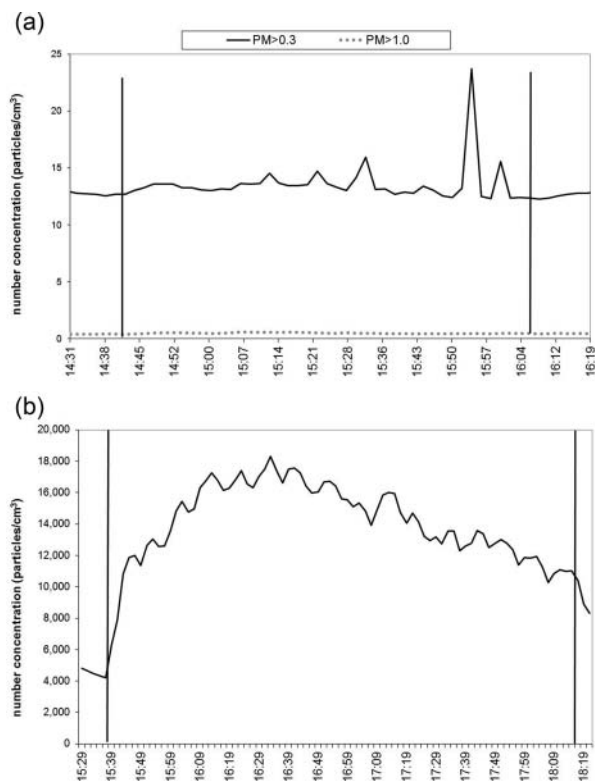 (a)
PM>0.3 PM>1.0
number concentration (particles/cm³)
25
20
15
10
5
0
14:31 14:38 14:45 14:52 15:00 15:07 15:14 15:21 15:28 15:36 15:43 15:50 15:57 16:04 16:12 16:19
(b)
number concentration (particles/cm³)
20,000
18,000
16,000
14,000
12,000
10,000
8,000
6,000
4,000
2,000
0
15:29 15:39 15:49 15:59 16:09 16:19 16:29 16:39 16:49 16:59 17:09 17:19 17:29 17:39 17:49 17:59 18:09 18:19